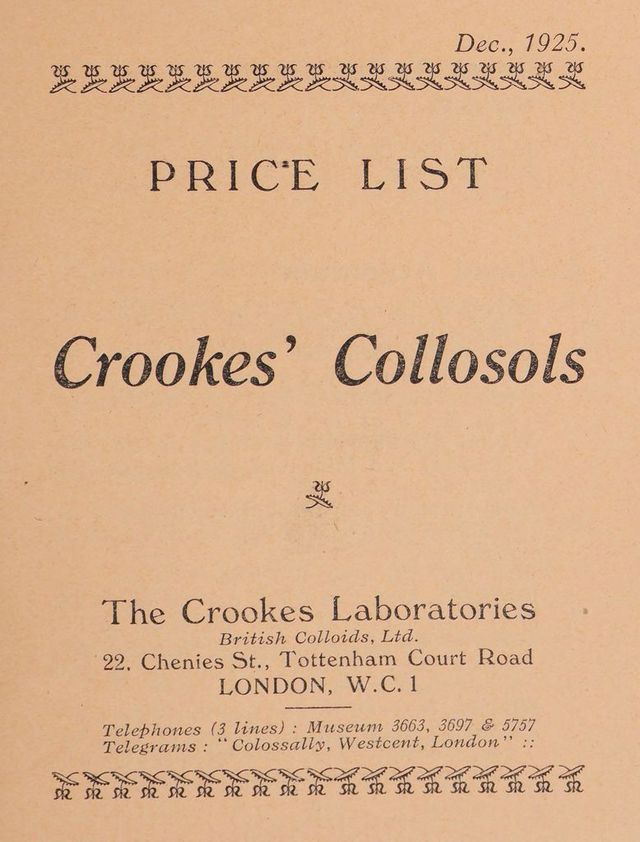 Dec., 1925.
PRICE LIST
Crookes' Collosols
The Crookes Laboratories
British Colloids, Ltd.
22, Chenies St., Tottenham Court Road
LONDON, W.C. 1
Telephones (3 lines) : Museum 3663, 3697 & 5757
Telegrams : “Colossally, Westcent, London” ::